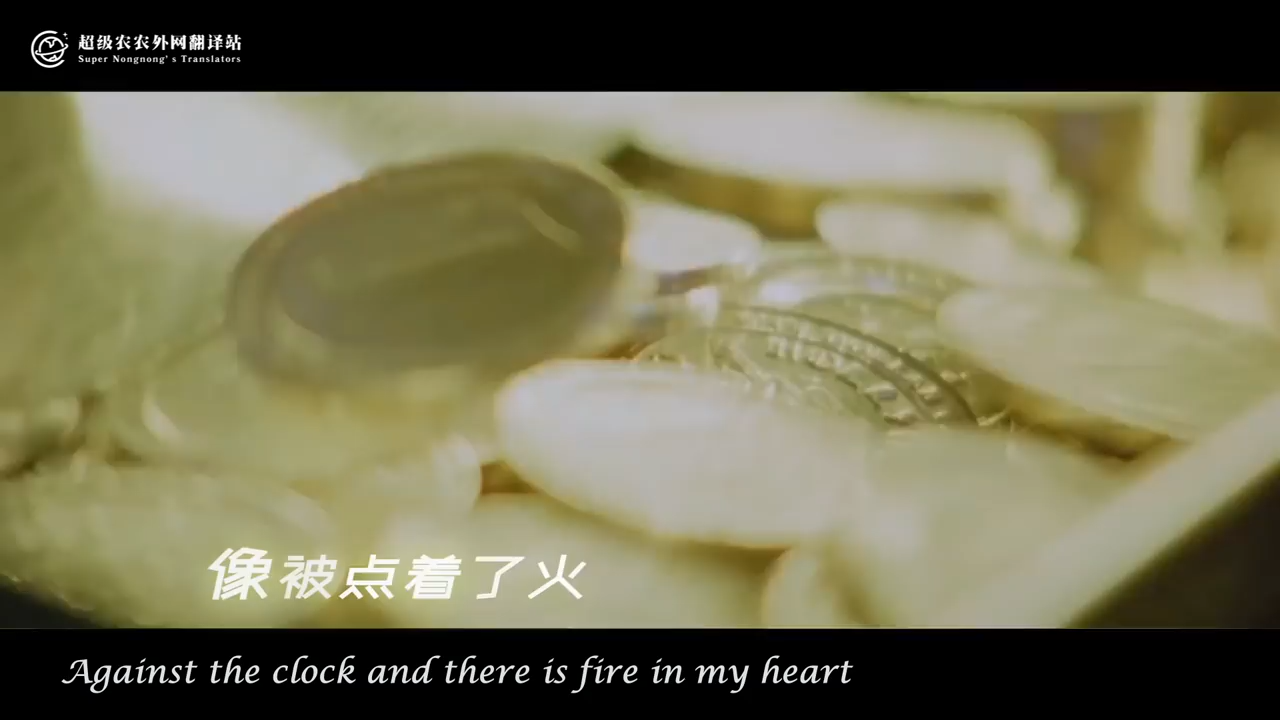 超级农农外网翻译站
Super Nongnong's Translators
像被点着了火
Against the clock and there is fire in my heart